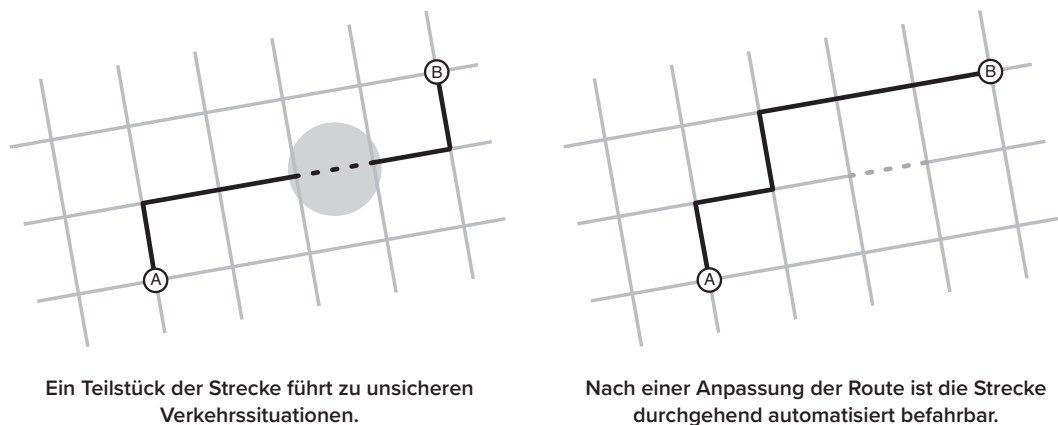 B
A
Ein Teilstück der Strecke führt zu unsicheren
Verkehrssituationen.
B
A
Nach einer Anpassung der Route ist die Strecke
durchgehend automatisiert befahrbar.